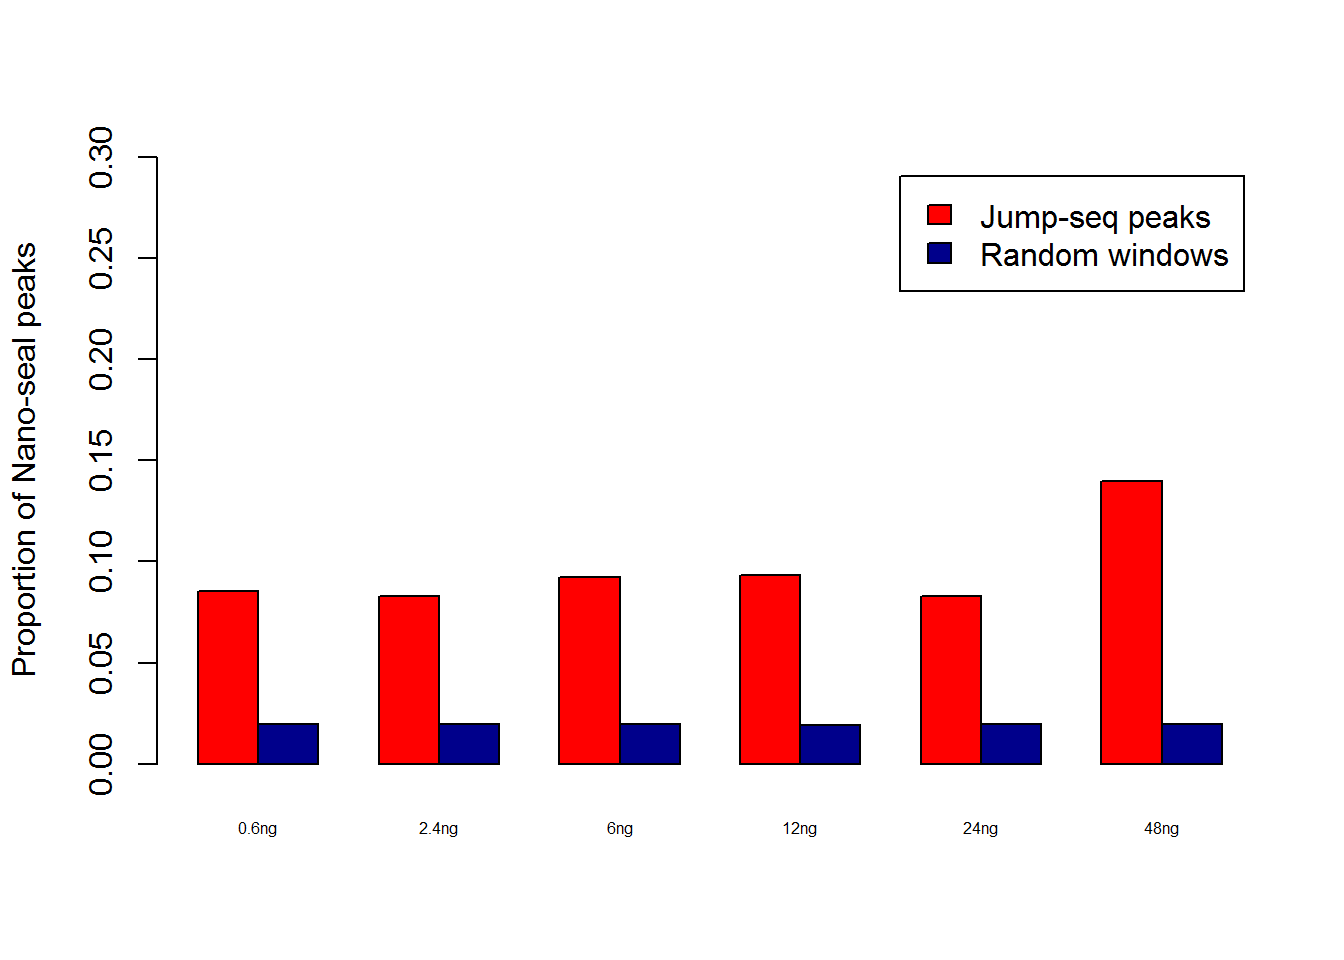 Proportion of Nano-seal peaks
0.30
0.25
0.20
0.15
0.10
0.05
0.00
Jump-seq peaks
Random windows
0.6ng 2.4ng 6ng 12ng 24ng 48ng